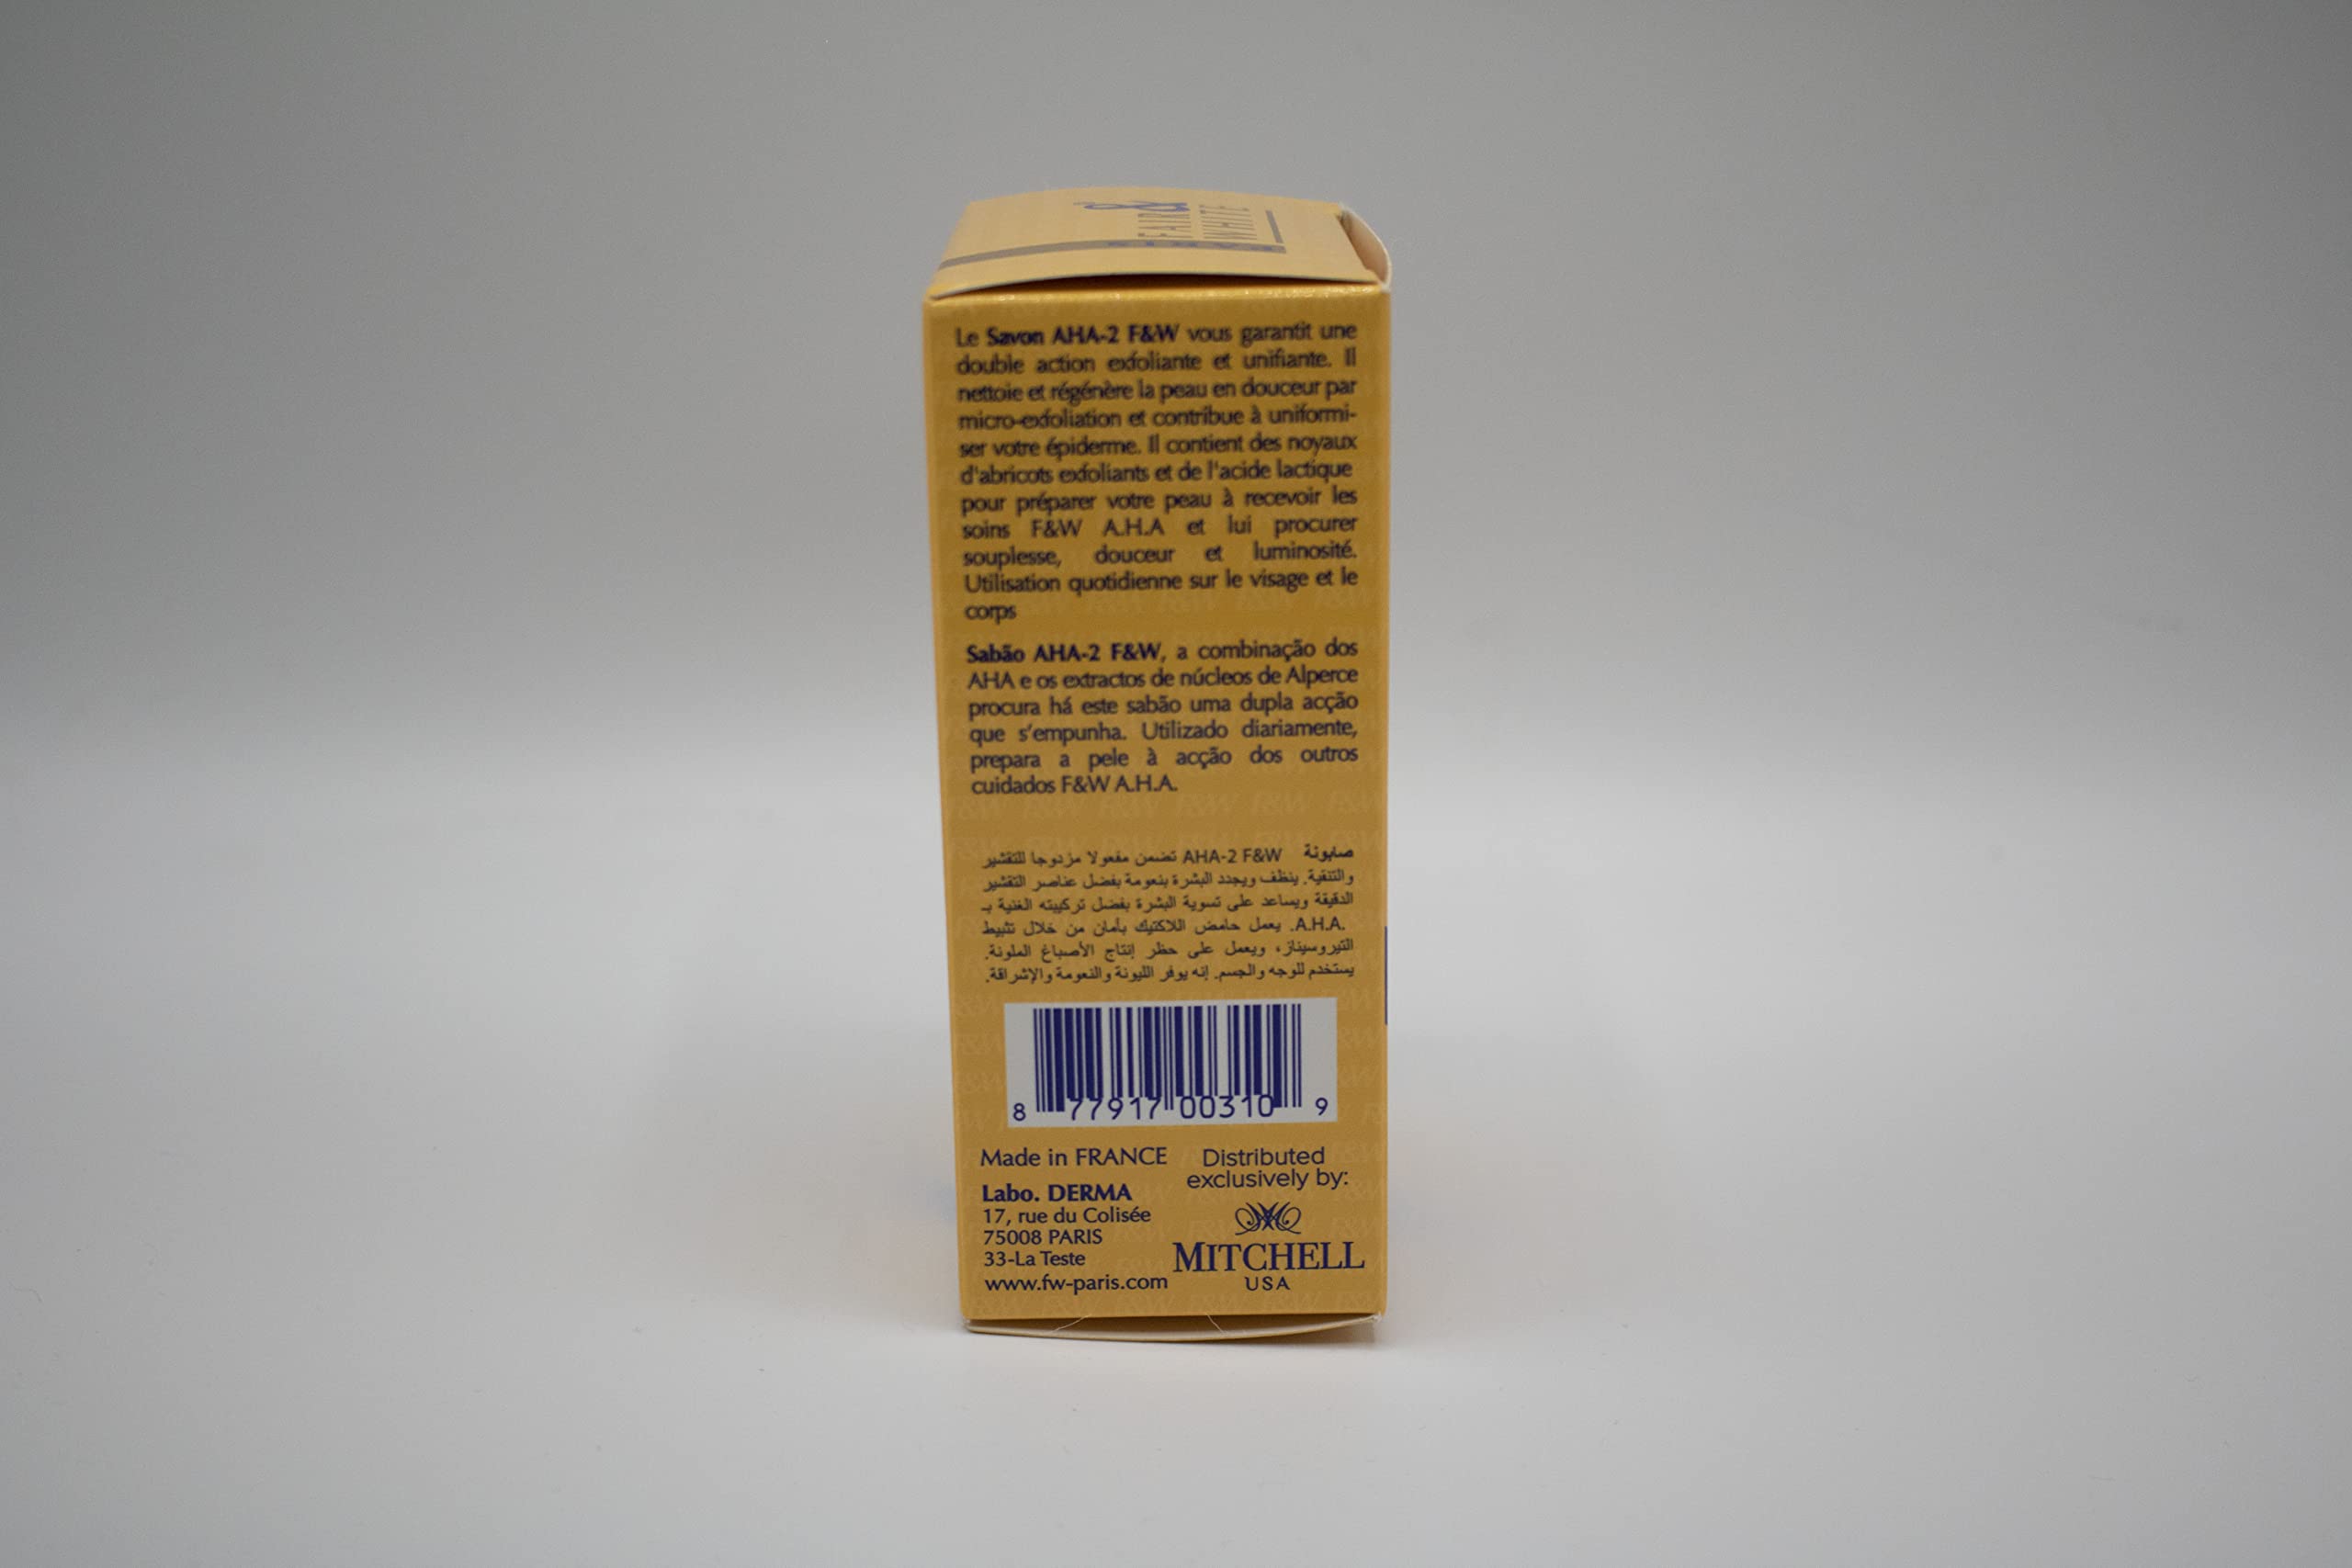 FAIR &
WHITE
PARIS
Le Savon AHA-2 F&W vous garantit une
double action exfoliante et unifiante. Il
nettoie et régénère la peau en douceur par
micro-exfoliation et contribue à uniformi-
ser votre épiderme. Il contient des noyaux
d'abricots exfoliants et de l'acide lactique
pour préparer votre peau à recevoir les
soins F&W A.H.A et lui procurer
souplesse, douceur et luminosité.
Utilisation quotidienne sur le visage et le
corps
Sabão AHA-2 F&W, a combinação dos
AHA e os extractos de núcleos de Alperce
procura há este sabão uma dupla acção
que s'empunha. Utilizado diariamente,
prepara a pele à acção dos outros
cuidados F&W A.H.A.
صابونة AHA-2 F&W تضمن مفعولا مزدوجا للتقشير
والتنقية. ينظف ويجدد البشرة بنعومة بفضل عناصر التقشير
الدقيقة ويساعد على تسوية البشرة بفضل تركيبته الغنية بـ
A.H.A. يعمل حامض اللاكتيك بأمان من خلال تثبيط
التيروسيناز، ويعمل على حظر إنتاج الأصباغ الملونة.
يستخدم للوجه والجسم. إنه يوفر الليونة والنعومة والإشراقة.
8 77917 00310 9
Made in FRANCE
Labo. DERMA
17, rue du Colisée
75008 PARIS
33-La Teste
www.fw-paris.com
Distributed
exclusively by:
MITCHELL
USA